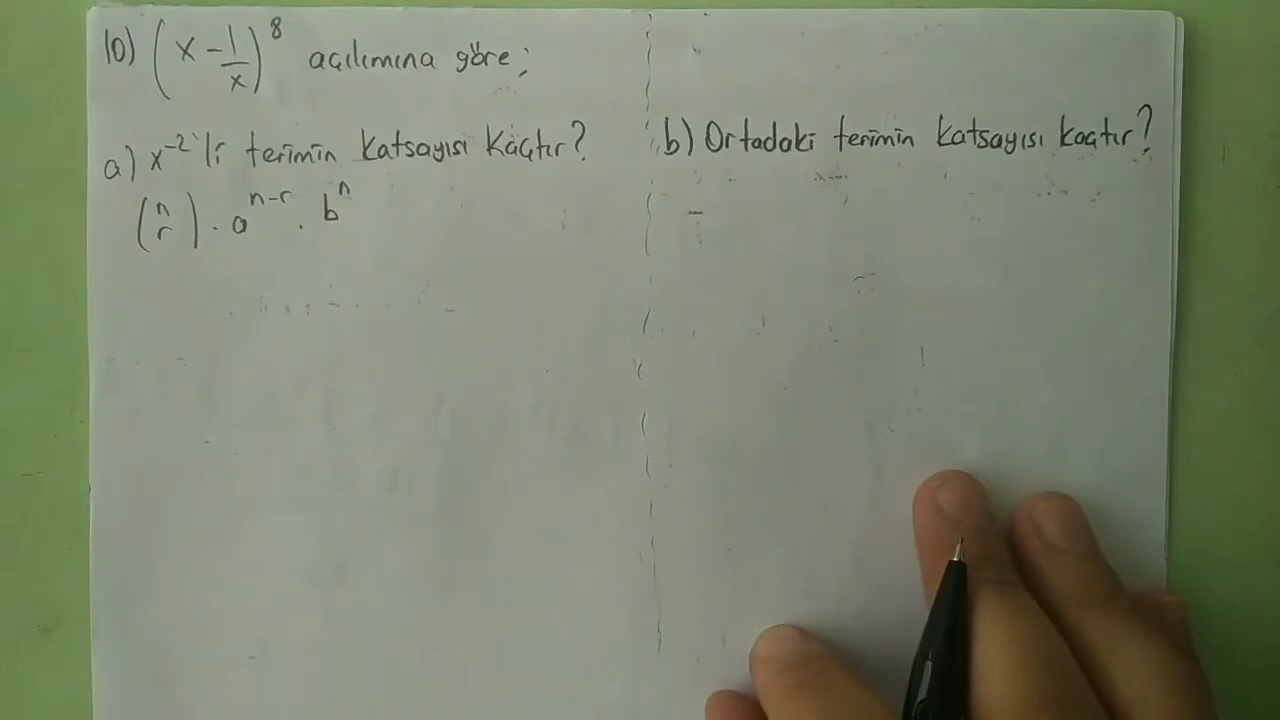 10) (x - 1/x)^8 açılımına göre;
a) x^-2'li terimin katsayısı kaçtır?
(n r) . a^n-r . b^n
b) Ortadaki terimin katsayısı kaçtır?